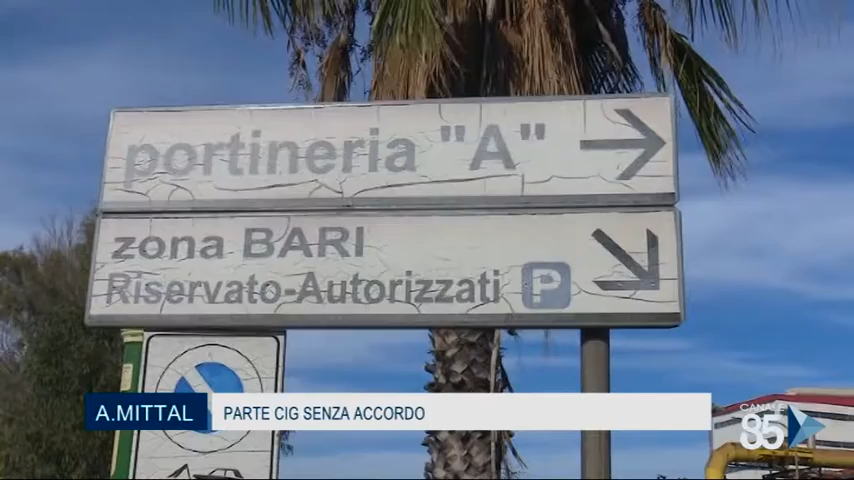 portineria "A"
zona BARI
Riservato-Autorizzati P
A.MITTAL
PARTE CIG SENZA ACCORDO
CANALE
85